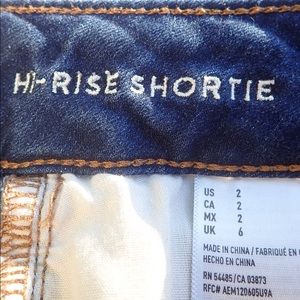 HI-RISE SHORTIE
US 2
CA 2
MX 2
UK 6
MADE IN CHINA / FABRIQUÉ EN
HECHO EN CHINA
RN 54485/CA 03873
RFC# AEM120605U9A